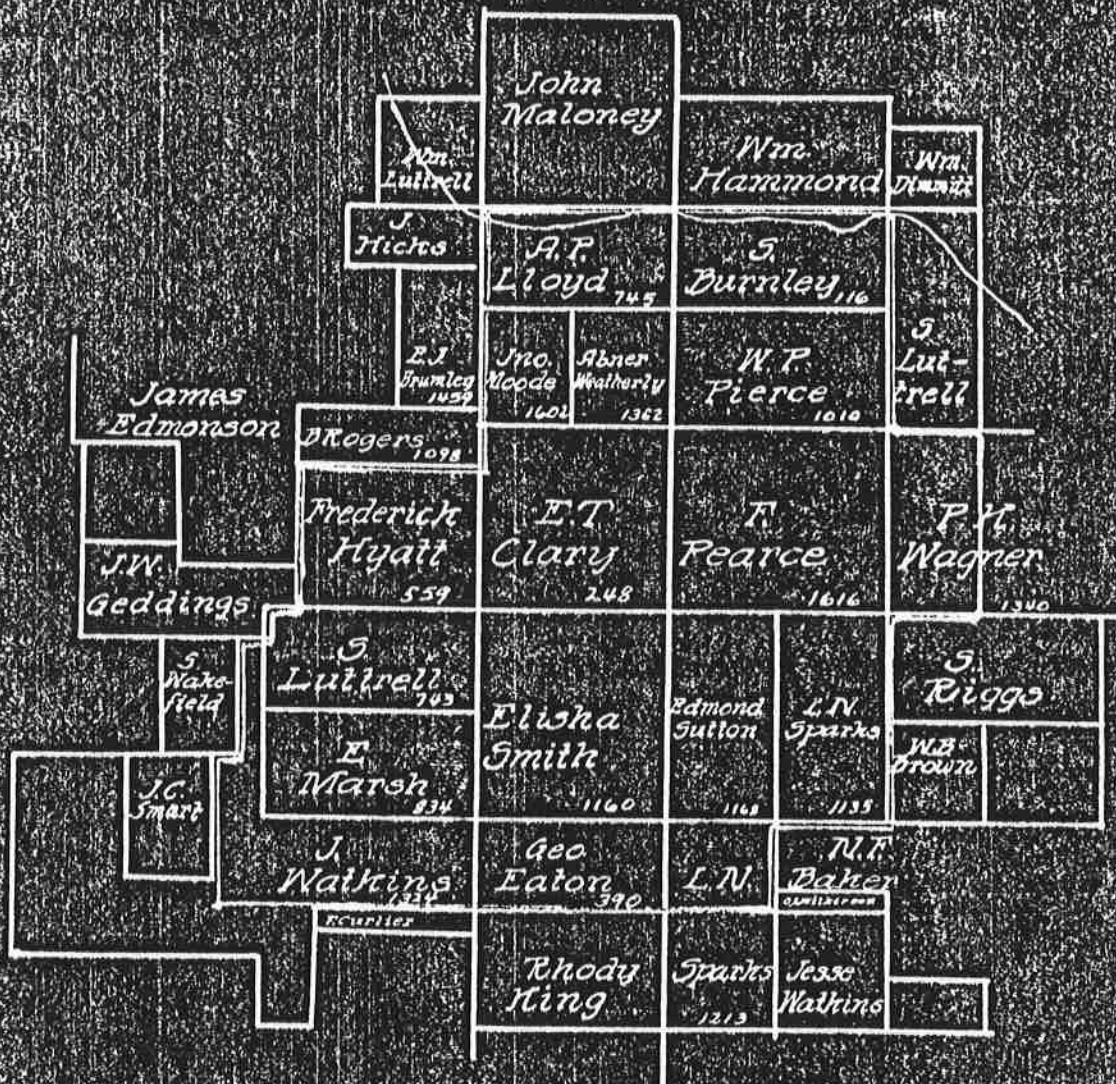 John
Maloney
Wm.
Luttrell
Wm.
Hammond
Wm.
Dimmitt
J.
Hicks
A.P.
Lloyd 745
S.
Burnley 116
S.
Lut-
trell
E.J.
Brumley
1459
Jno.
Moode
1602
Abner
Weatherly
1362
W.P.
Pierce
1010
James
Edmonson
B Rogers
1098
Frederich
Hyatt
559
E.T.
Clary
248
F.
Pearce
1616
P.H.
Wagner
1340
J.W.
Geddings
S.
Wake-
field
S.
Luttrell
743
Elisha
Smith
1160
Edmond
Sutton
1168
L.N.
Sparks
1135
S.
Riggs
W.B.
Brown
E
Marsh
834
J.C.
Smart
J.
Watkins
Geo.
Eaton
390
L.N.
N.F.
Baker
F.Curlier
Rhody
King
Sparks
1213
Jesse
Watkins